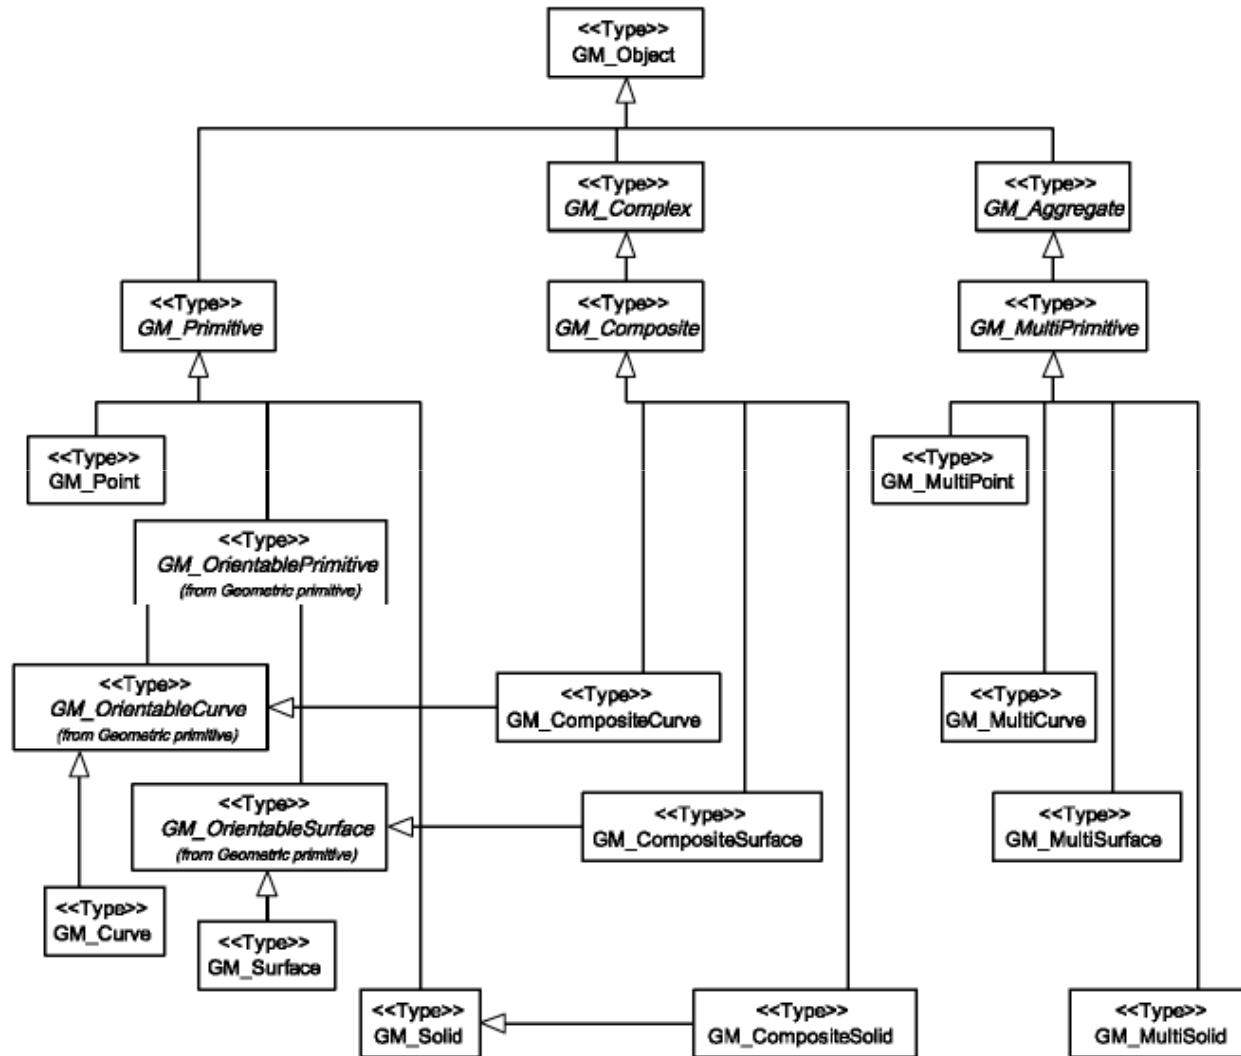 <<Type>>
GM_Object
<<Type>>
GM_Complex
<<Type>>
GM_Aggregate
<<Type>>
GM_Primitive
<<Type>>
GM_Composite
<<Type>>
GM_MultiPrimitive
<<Type>>
GM_Point
<<Type>>
GM_MultiPoint
<<Type>>
GM_OrientablePrimitive
(from Geometric primitive)
<<Type>>
GM_OrientableCurve
(from Geometric primitive)
<<Type>>
GM_CompositeCurve
<<Type>>
GM_MultiCurve
<<Type>>
GM_OrientableSurface
(from Geometric primitive)
<<Type>>
GM_CompositeSurface
<<Type>>
GM_MultiSurface
<<Type>>
GM_Curve
<<Type>>
GM_Surface
<<Type>>
GM_Solid
<<Type>>
GM_CompositeSolid
<<Type>>
GM_MultiSolid